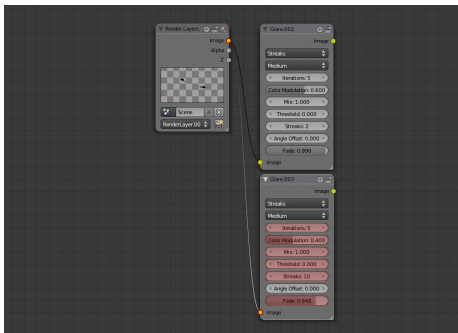 Render Layers.
Image
Alpha
Z
Scene
4
RenderLayer.00
Glare.002
Image
Streaks
Medium
Iterations: 5
Color Modulation: 0.600
Mix: 1.000
Threshold: 0.000
Streaks: 2
Angle Offset: 0.000
Fade: 0.990
Image
Glare.003
Image
Streaks
Medium
Iterations: 5
Color Modulation: 0.400
Mix: 1.000
Threshold: 0.000
Streaks: 10
Angle Offset: 0.000
Fade: 0.948
Image